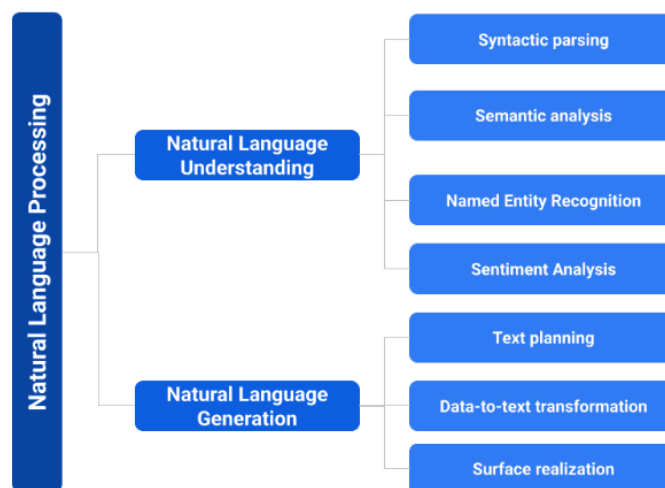 Natural Language Processing
Natural Language
Understanding
Syntactic parsing
Semantic analysis
Named Entity Recognition
Sentiment Analysis
Natural Language
Generation
Text planning
Data-to-text transformation
Surface realization